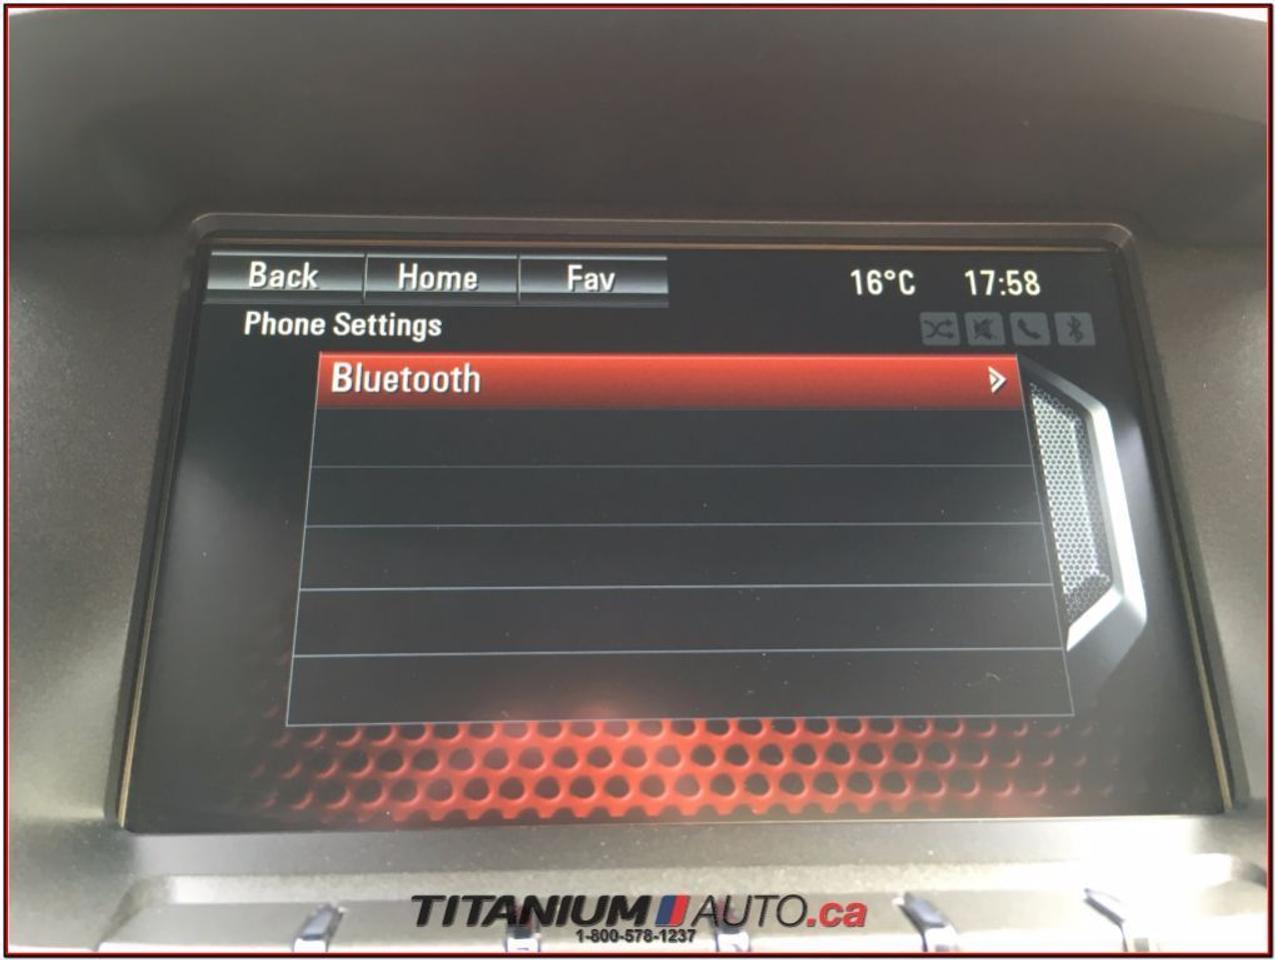 Back Home Fav 16°C 17:58
Phone Settings
Bluetooth
TITANIUM AUTO.ca
1-800-578-1237